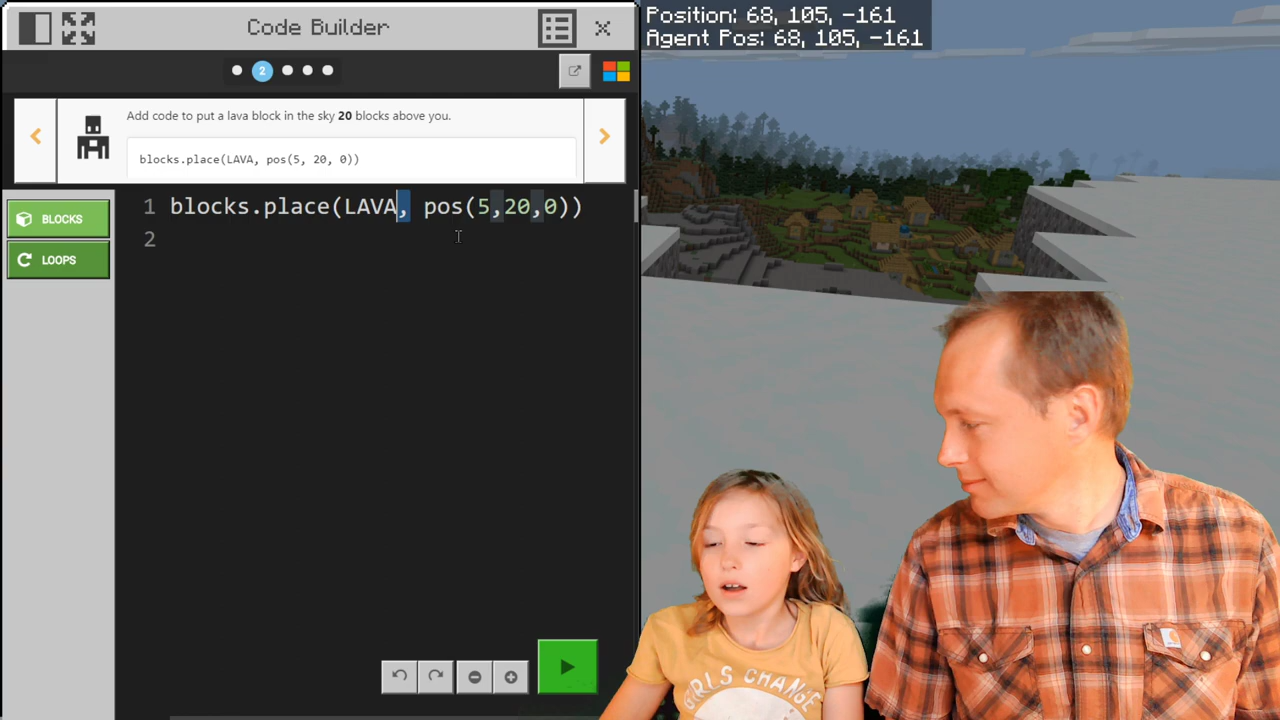 Code Builder
Position: 68, 105, -161
Agent Pos: 68, 105, -161
2
Add code to put a lava block in the sky 20 blocks above you.
blocks.place(LAVA, pos(5, 20, 0))
BLOCKS
LOOPS
1 blocks.place(LAVA, pos(5,20,0))
2
GIRLS CHANGE